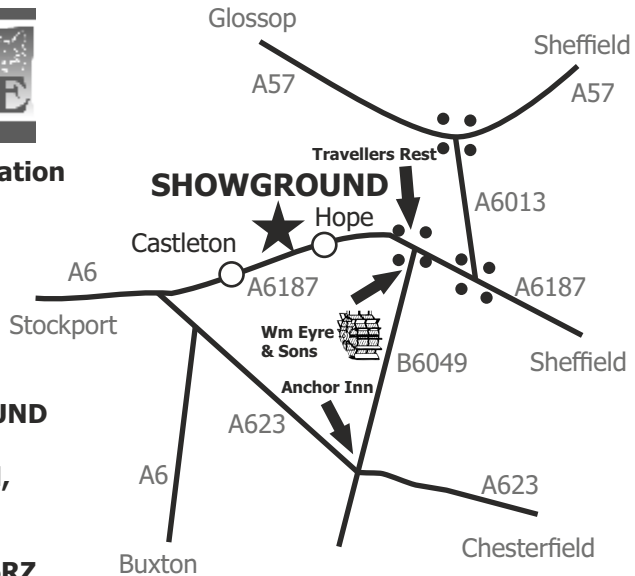 Glossop
Sheffield
A57
A57
E
Travellers Rest
ation
SHOWGROUND
A6013
Hope
Castleton
A6
A6187
A6187
Stockport
Wm Eyre
& Sons
B6049
Sheffield
Anchor Inn
UND
A623
A6
A623
Chesterfield
Buxton
RZ